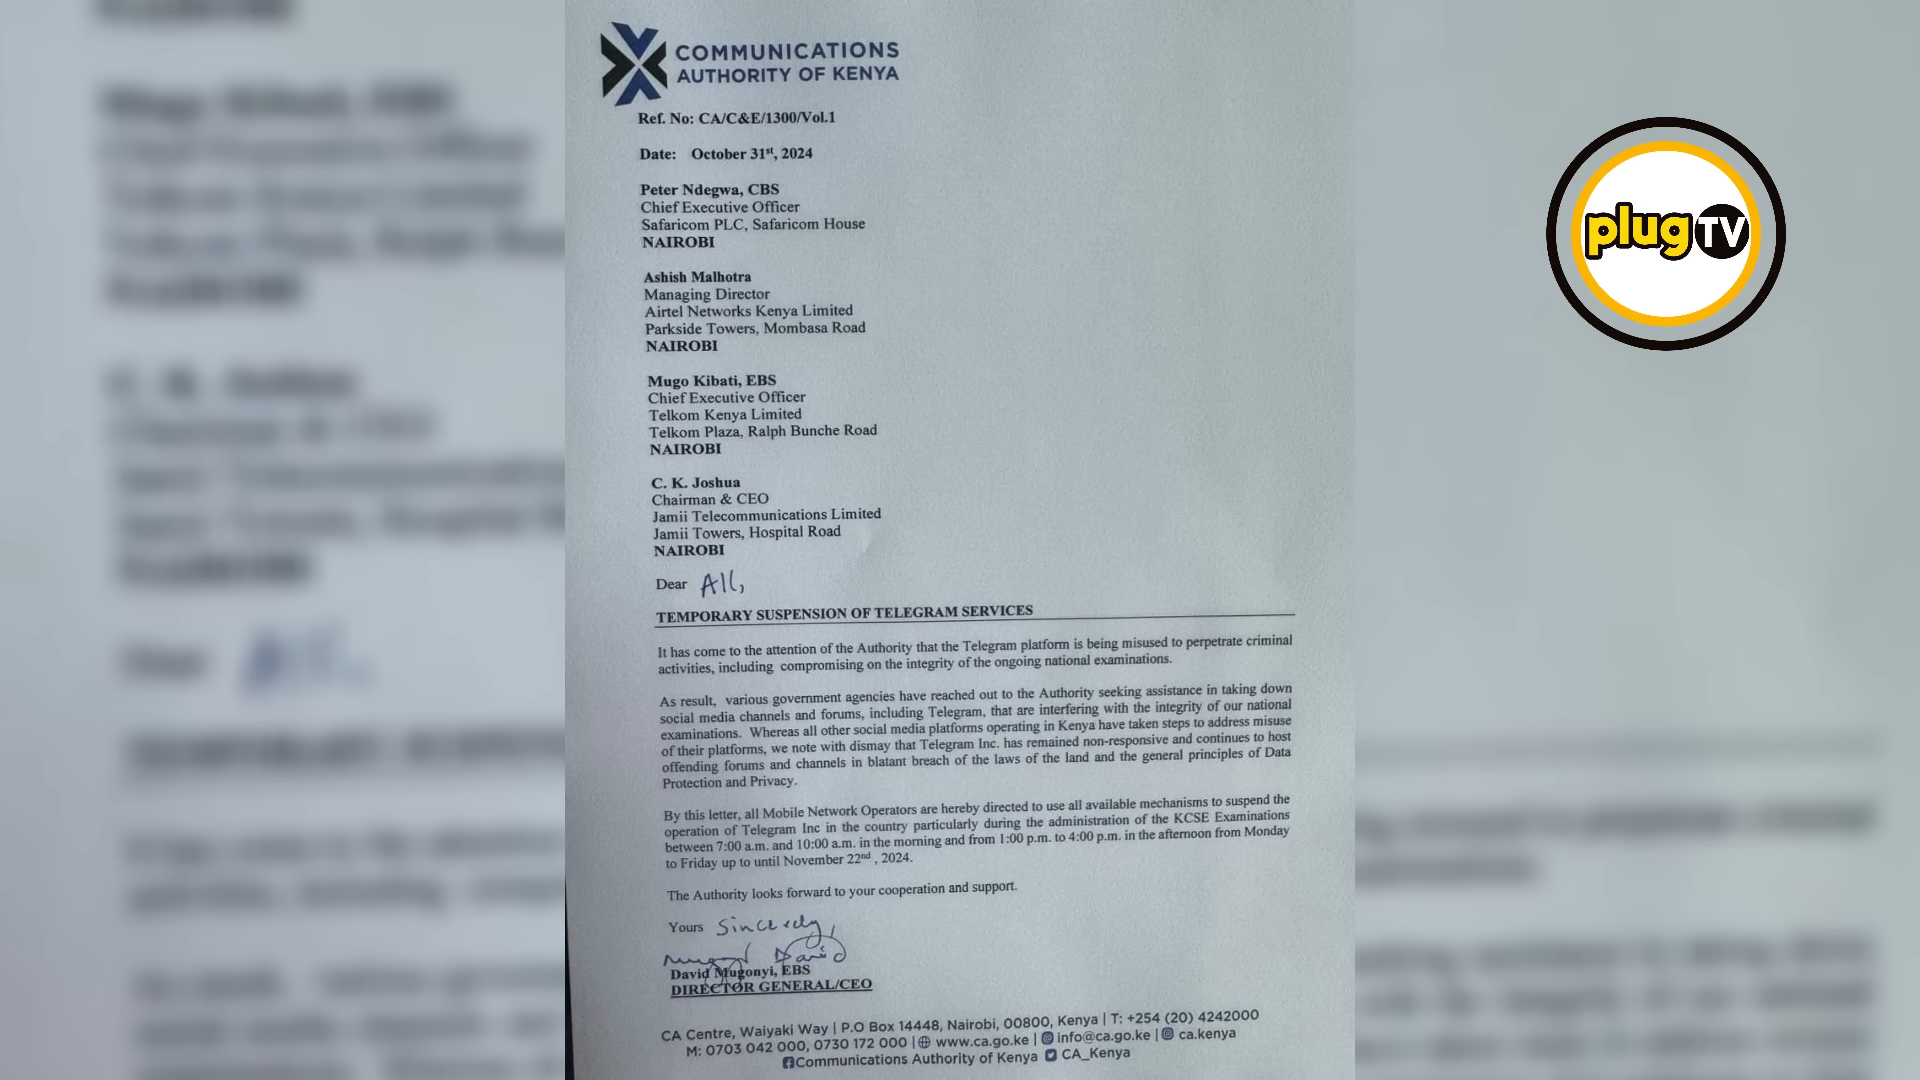 COMMUNICATIONS
AUTHORITY OF KENYA
Ref. No: CA/C&E/1300/Vol.1
Date: October 31st, 2024
Peter Ndegwa, CBS
Chief Executive Officer
Safaricom PLC, Safaricom House
NAIROBI
Ashish Malhotra
Managing Director
Airtel Networks Kenya Limited
Parkside Towers, Mombasa Road
NAIROBI
Mugo Kibati, EBS
Chief Executive Officer
Telkom Kenya Limited
Telkom Plaza, Ralph Bunche Road
NAIROBI
C. K. Joshua
Chairman & CEO
Jamii Telecommunications Limited
Jamii Towers, Hospital Road
NAIROBI
Dear All,
TEMPORARY SUSPENSION OF TELEGRAM SERVICES
It has come to the attention of the Authority that the Telegram platform is being misused to perpetrate criminal
activities, including compromising on the integrity of the ongoing national examinations.
As result, various government agencies have reached out to the Authority seeking assistance in taking down
social media channels and forums, including Telegram, that are interfering with the integrity of our national
examinations. Whereas all other social media platforms operating in Kenya have taken steps to address misuse
of their platforms, we note with dismay that Telegram Inc. has remained non-responsive and continues to host
offending forums and channels in blatant breach of the laws of the land and the general principles of Data
Protection and Privacy.
By this letter, all Mobile Network Operators are hereby directed to use all available mechanisms to suspend the
operation of Telegram Inc in the country particularly during the administration of the KCSE Examinations
between 7:00 a.m. and 10:00 a.m. in the morning and from 1:00 p.m. to 4:00 p.m. in the afternoon from Monday
to Friday up to until November 22nd , 2024.
The Authority looks forward to your cooperation and support.
Yours Sincerely,
David Mugonyi, EBS
DIRECTOR GENERAL/CEO
CA Centre, Waiyaki Way | P.O Box 14448, Nairobi, 00800, Kenya | T: +254 (20) 4242000
M: 0703 042 000, 0730 172 000 | www.ca.go.ke | info@ca.go.ke | ca.kenya
Communications Authority of Kenya CA_Kenya
plug TV